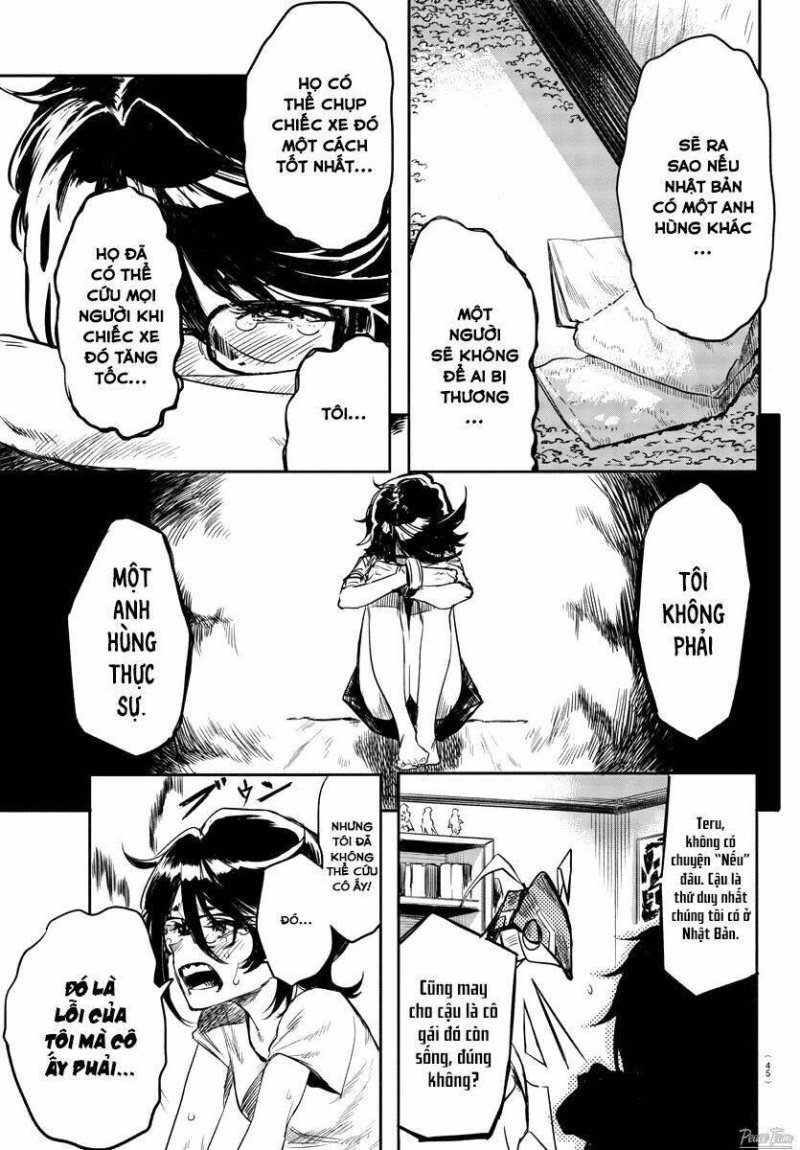 SẼ RA
SAO NẾU
NHẬT BẢN
CÓ MỘT ANH
HÙNG KHÁC
...
MỘT
NGƯỜI
SẼ KHÔNG
ĐỂ AI BỊ
THƯƠNG
...
HỌ CÓ
THỂ CHỤP
CHIẾC XE ĐÓ
MỘT CÁCH
TỐT NHẤT...
HỌ ĐÃ
CÓ THỂ
CỨU MỌI
NGƯỜI KHI
CHIẾC XE
ĐÓ TĂNG
TỐC...
TÔI...
TÔI
KHÔNG
PHẢI
MỘT
ANH
HÙNG
THỰC
SỰ.
Teru,
không có
chuyện “Nếu”
đâu. Cậu là
thứ duy nhất
chúng tôi có ở
Nhật Bản.
Cũng may
cho cậu là cô
gái đó còn
sống, đúng
không?
NHƯNG
TÔI ĐÃ
KHÔNG
THỂ CỨU
CÔ ẤY!
ĐÓ...
ブゥン
ĐÓ LÀ
LỖI CỦA
TÔI MÀ CÔ
ẤY PHẢI...
(45)
Peace Team